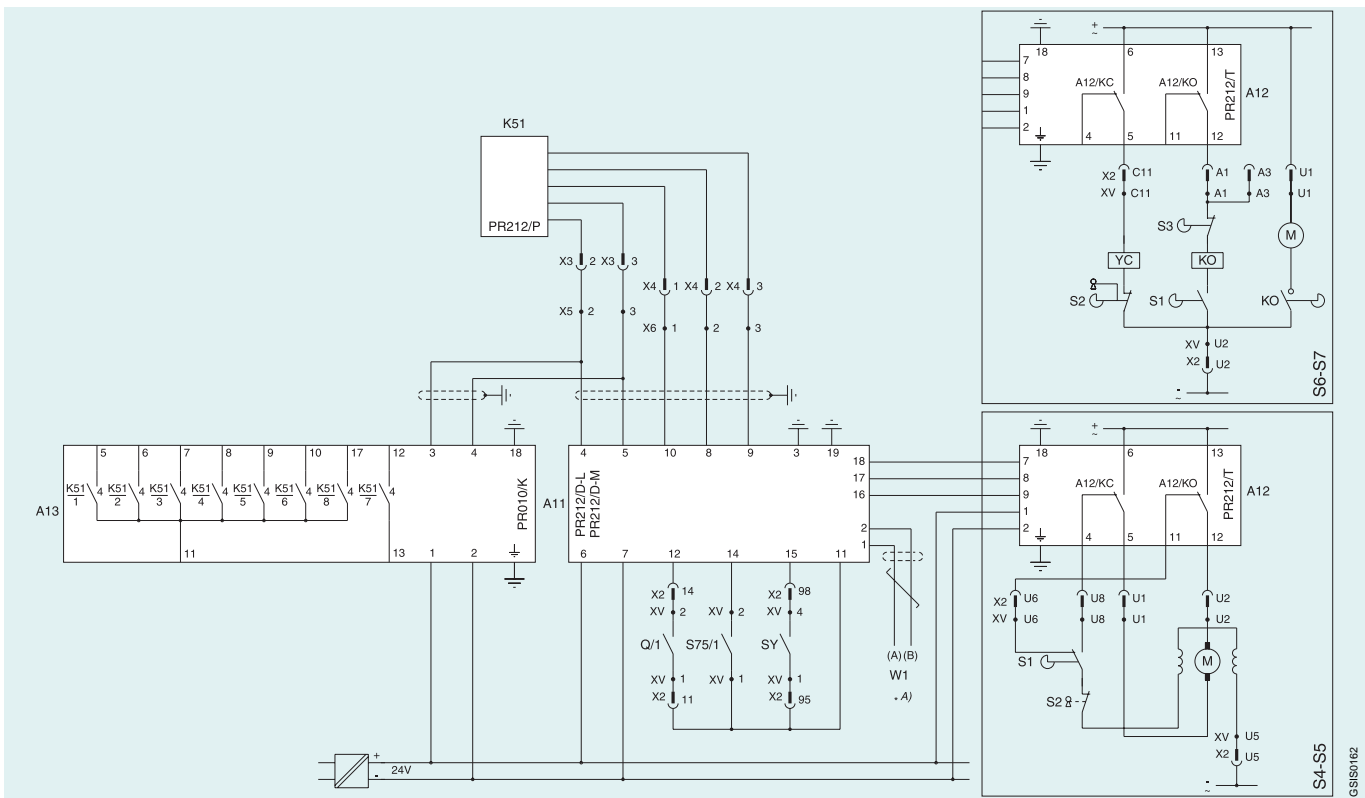 K51
PR212/P
X3 2 X3 3
X4 1 X4 2 X4 3
X5 2 3
X6 1 2 3
5 6 7 8 9 10 17 12 3 4 18
K51 4 K51 4 K51 4 K51 4 K51 4 K51 4 K51 4 K51 4
1 2 3 4 5 6 8 7
A13
PR010/K
11 13 1 2
4 5 10 8 9 3 19
A11
PR212/D-L
PR212/D-M
18
17
16
2
1
6 7 12 14 15 11
X2 14 X2 98
XV 2 XV 2 XV 4
Q/1 S75/1 SY
XV 1 XV 1 XV 1
X2 11 X2 95
(A) (B)
W1
* A)
+
24V
-
+
~
18 6 13
7
8
9
1
2
A12/KC A12/KO
PR212/T
A12
4 5 11 12
X2 C11 A1 A3 U1
XV C11 A1 A3 U1
S3
M
YC KO
S2 S1 KO
XV U2
X2 U2
-
~
S6-S7
+
~
18 6 13
7
8
9
1
2
A12/KC A12/KO
PR212/T
A12
4 5 11 12
X2 U6 U8 U1 U2
XV U6 U8 U1 U2
S1
M
S2
XV U5
X2 U5
-
~
S4-S5
GSIS0162